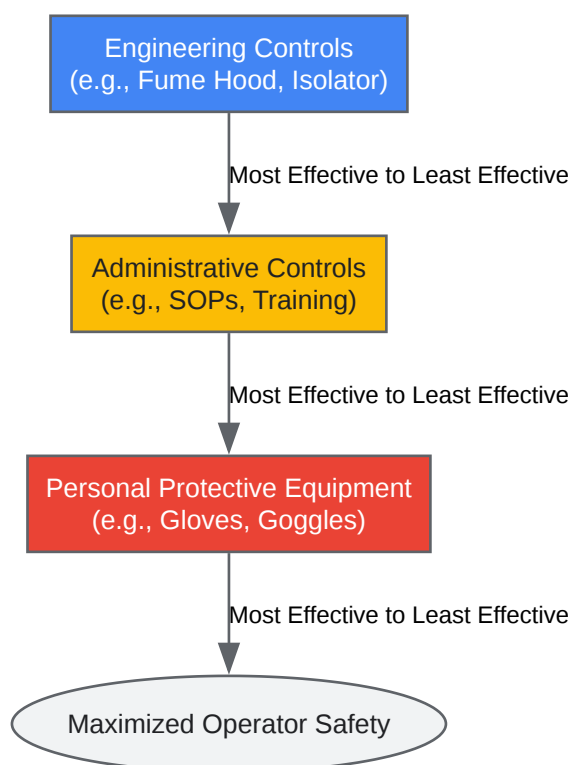 Engineering Controls
(e.g., Fume Hood, Isolator)
Most Effective to Least Effective
Administrative Controls
(e.g., SOPs, Training)
Most Effective to Least Effective
Personal Protective Equipment
(e.g., Gloves, Goggles)
Most Effective to Least Effective
Maximized Operator Safety